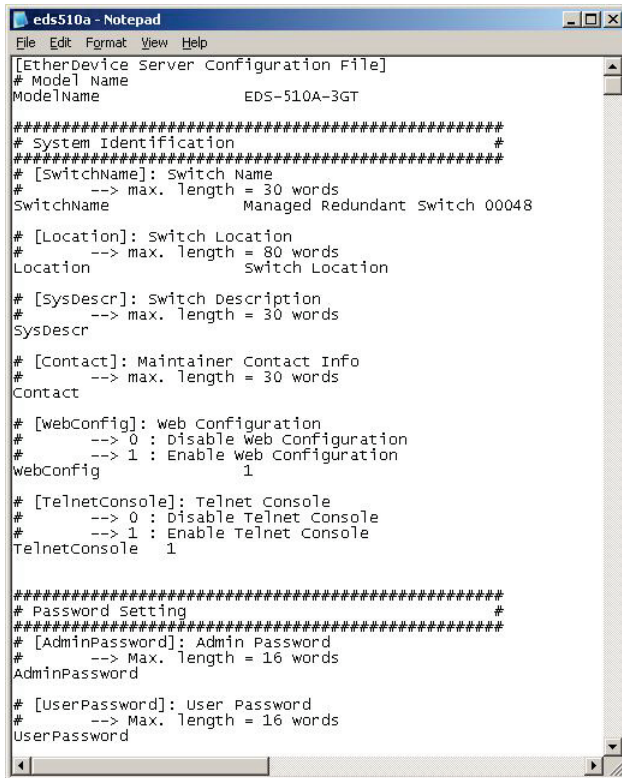 eds510a - Notepad
File Edit Format View Help
[EtherDevice Server Configuration File]
# Model Name
ModelName EDS-510A-3GT
###################################################
# System Identification #
###################################################
# [SwitchName]: Switch Name
# --> max. length = 30 words
SwitchName Managed Redundant Switch 00048
# [Location]: Switch Location
# --> max. length = 80 words
Location Switch Location
# [SysDescr]: Switch Description
# --> max. length = 30 words
SysDescr
# [Contact]: Maintainer Contact Info
# --> max. length = 30 words
Contact
# [WebConfig]: Web Configuration
# --> 0 : Disable Web Configuration
# --> 1 : Enable Web Configuration
WebConfig 1
# [TelnetConsole]: Telnet Console
# --> 0 : Disable Telnet Console
# --> 1 : Enable Telnet Console
TelnetConsole 1
###################################################
# Password Setting #
###################################################
# [AdminPassword]: Admin Password
# --> Max. length = 16 words
AdminPassword
# [UserPassword]: User Password
# --> Max. length = 16 words
UserPassword